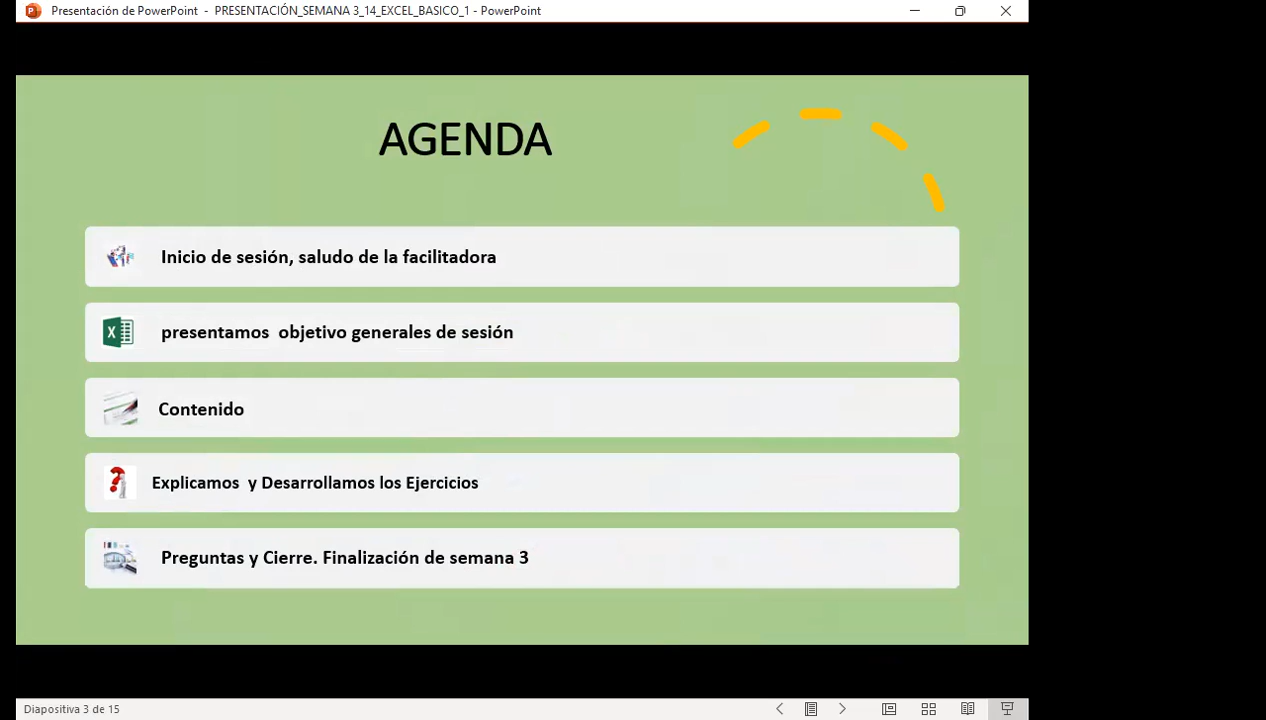 Presentación de PowerPoint - PRESENTACIÓN_SEMANA 3_14_EXCEL_BASICO_1 - PowerPoint
AGENDA
Inicio de sesión, saludo de la facilitadora
presentamos  objetivo generales de sesión
Contenido
Explicamos  y Desarrollamos los Ejercicios
Preguntas y Cierre. Finalización de semana 3
Diapositiva 3 de 15